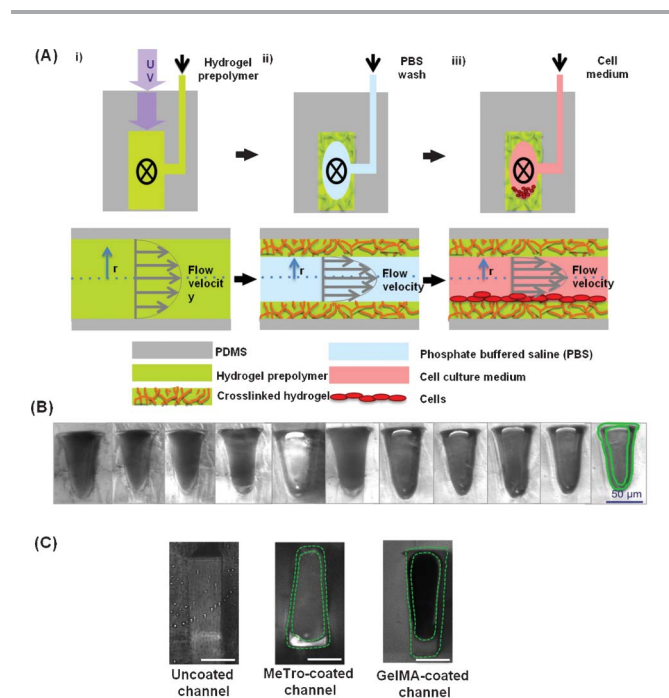 (A)
i)
U
V
Hydrogel
prepolymer
ii)
PBS
wash
iii)
Cell
medium
r
Flow
velocit
y
r
Flow
velocity
r
Flow
velocity
PDMS
Phosphate buffered saline (PBS)
Hydrogel prepolymer
Cell culture medium
Crosslinked hydrogel
Cells
(B)
50 µm
(C)
Uncoated
channel
MeTro-coated
channel
GelMA-coated
channel